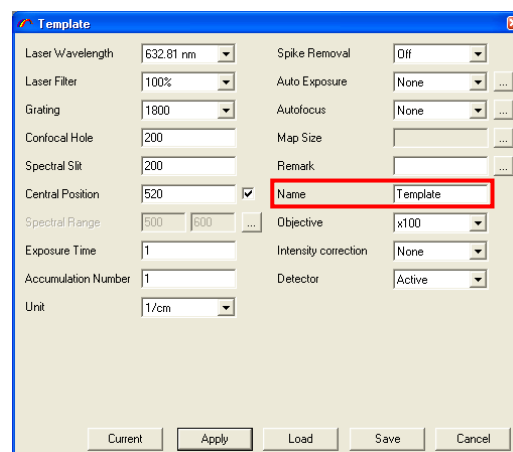 Template
Laser Wavelength 632.81 nm Spike Removal Off
Laser Filter 100% Auto Exposure None ...
Grating 1800 Autofocus None ...
Confocal Hole 200 Map Size ...
Spectral Slit 200 Remark ...
Central Position 520 Name Template
Spectral Range 500 600 ... Objective x100
Exposure Time 1 Intensity correction None
Accumulation Number 1 Detector Active
Unit 1/cm
Current Apply Load Save Cancel